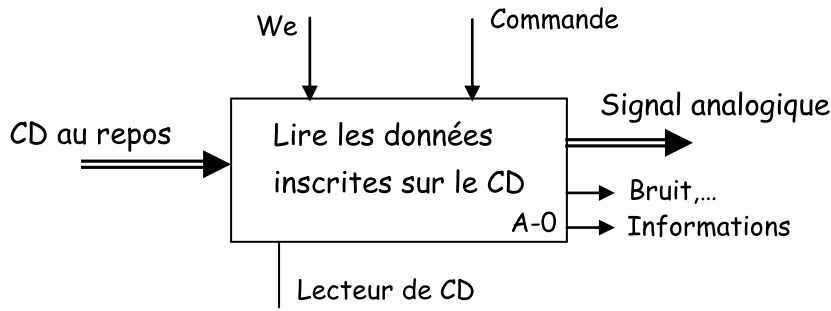 We
Commande
CD au repos
Lire les données
inscrites sur le CD
A-0
Signal analogique
Bruit,...
Informations
Lecteur de CD